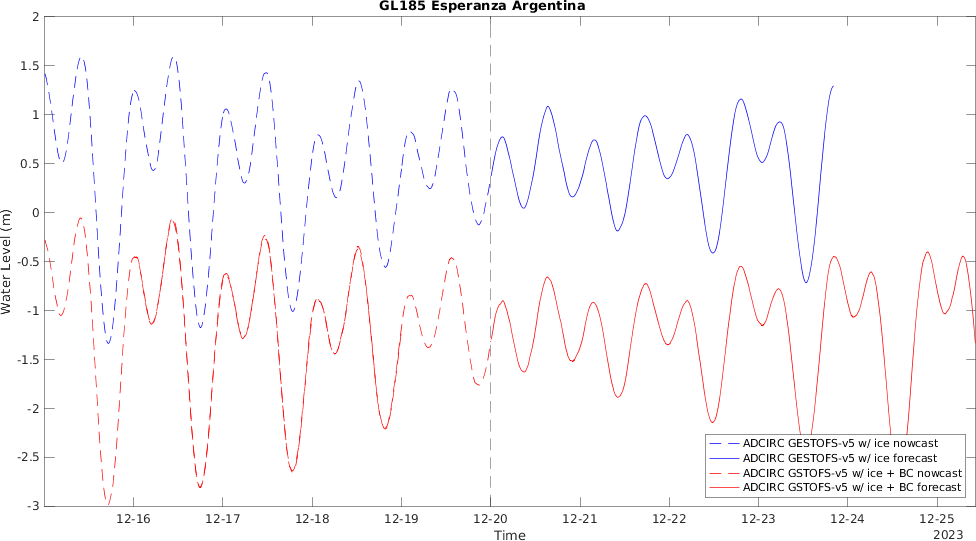 GL185 Esperanza Argentina
2
1.5
1
0.5
0
-0.5
-1
-1.5
-2
-2.5
-3
Water Level (m)
ADCIRC GESTOFS-v5 w/ ice nowcast
ADCIRC GESTOFS-v5 w/ ice forecast
ADCIRC GSTOFS-v5 w/ ice + BC nowcast
ADCIRC GSTOFS-v5 w/ ice + BC forecast
12-16 12-17 12-18 12-19 12-20 12-21 12-22 12-23 12-24 12-25
Time 2023